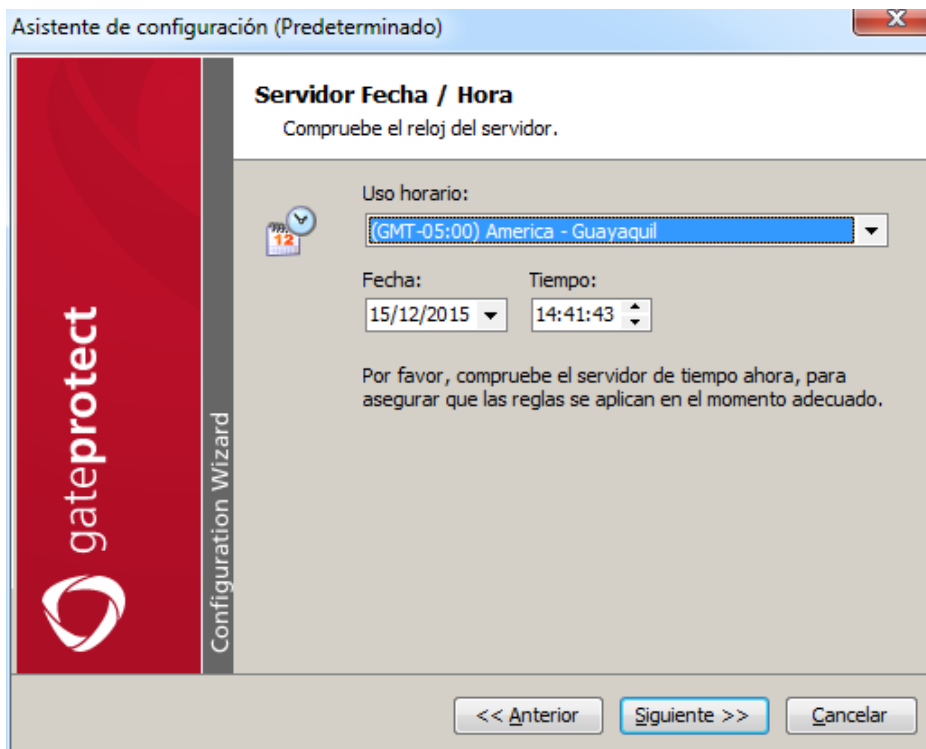 Asistente de configuración (Predeterminado)
Servidor Fecha / Hora
Compruebe el reloj del servidor.
Uso horario:
12
(GMT-05:00) America - Guayaquil
Fecha:
Tiempo:
15/12/2015
14:41:43
Por favor, compruebe el servidor de tiempo ahora, para
asegurar que las reglas se aplican en el momento adecuado.
gateprotect
Configuration Wizard
<< Anterior
Siguiente >>
Cancelar